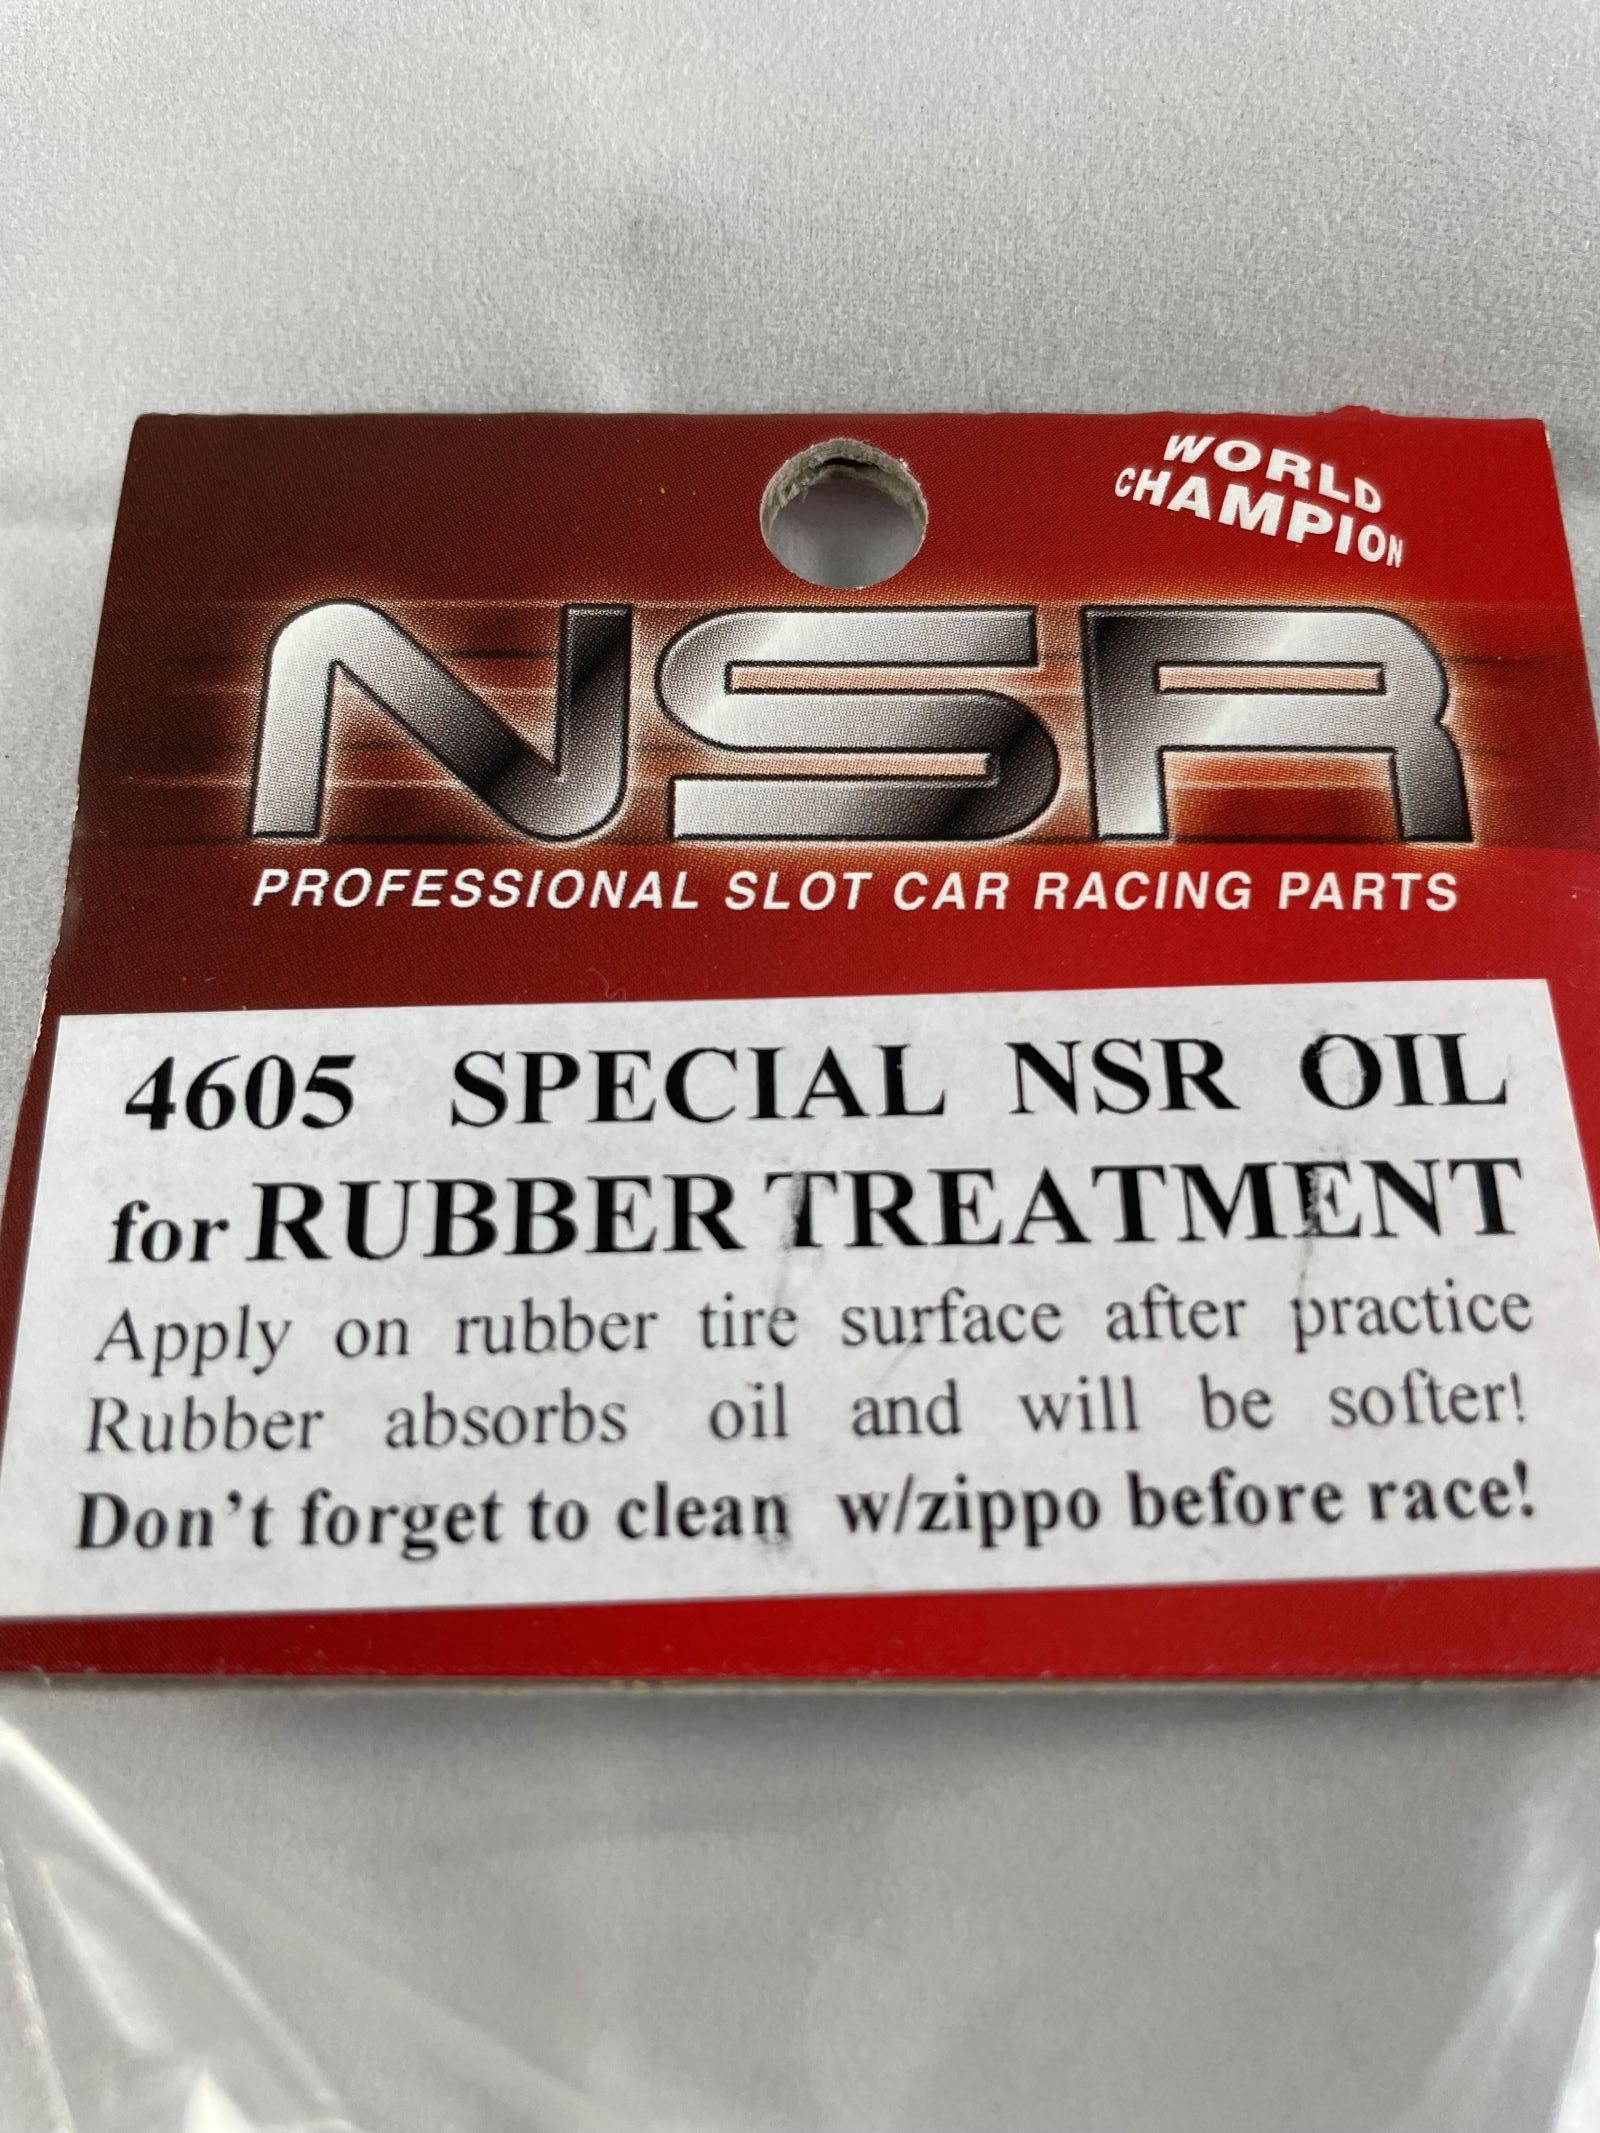 WORLD
CHAMPION
NSR
PROFESSIONAL SLOT CAR RACING PARTS
4605 SPECIAL NSR OIL
for RUBBER TREATMENT
Apply on rubber tire surface after practice
Rubber absorbs oil and will be softer!
Don't forget to clean w/zippo before race!